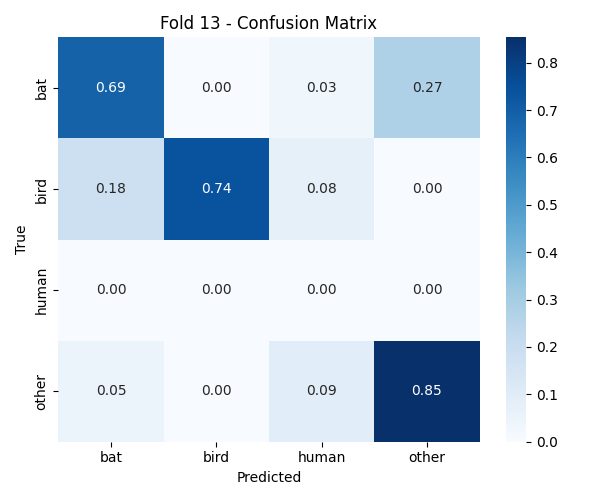 Fold 13 - Confusion Matrix
bat 0.69 0.00 0.03 0.27
bird 0.18 0.74 0.08 0.00
human 0.00 0.00 0.00 0.00
other 0.05 0.00 0.09 0.85
True
bat bird human other
Predicted
0.8
0.7
0.6
0.5
0.4
0.3
0.2
0.1
0.0